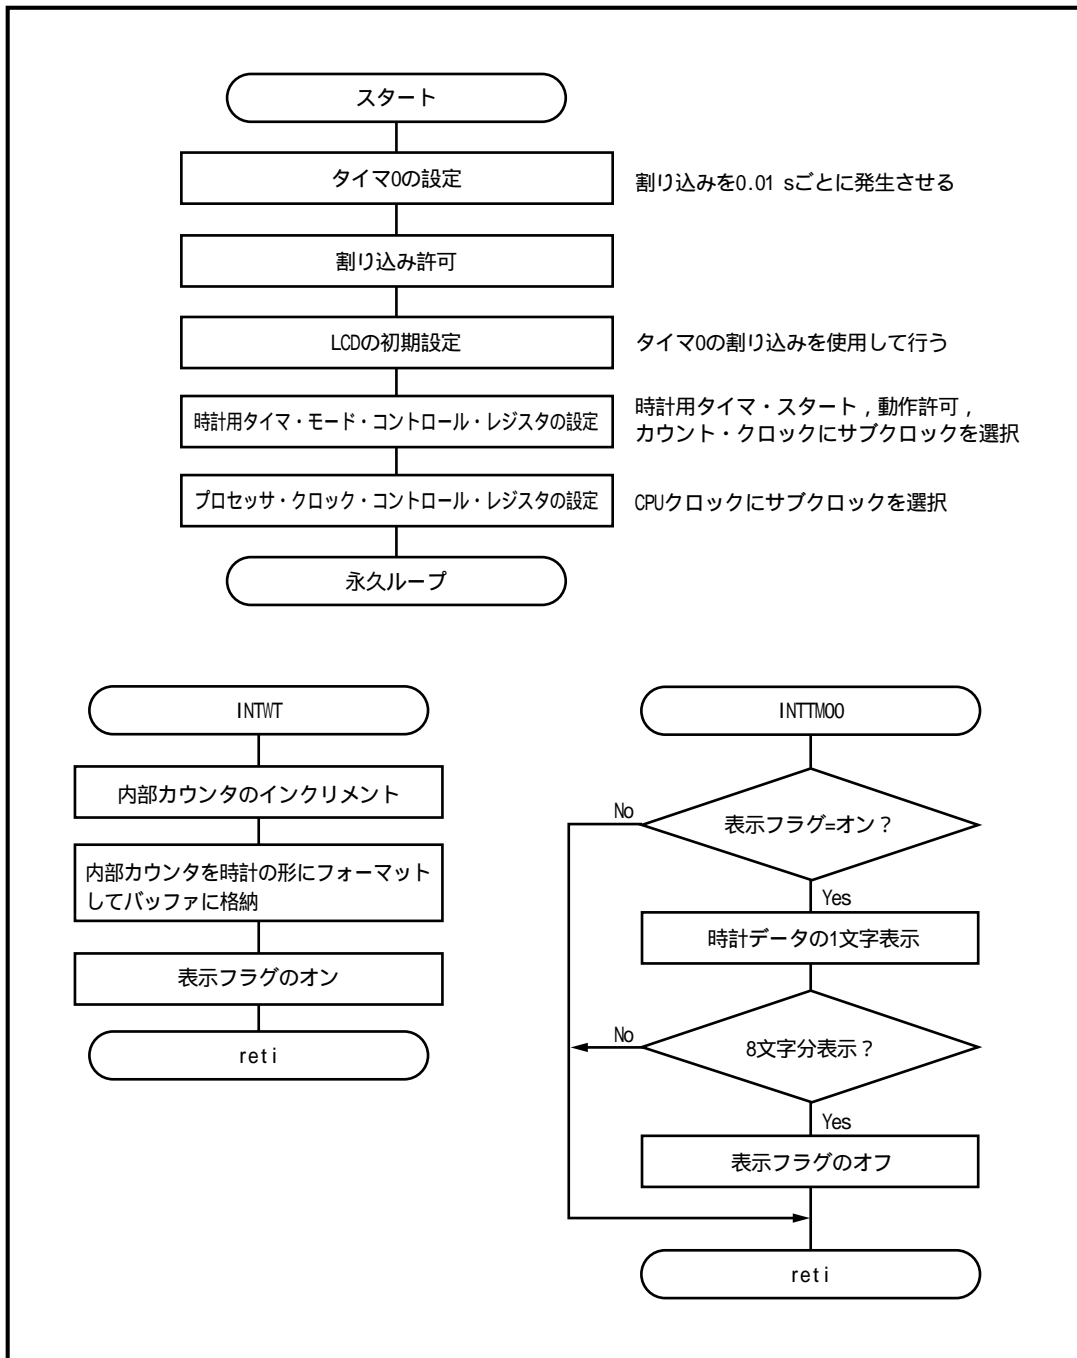 スタート
タイマ0の設定
割り込みを0.01 sごとに発生させる
割り込み許可
LCDの初期設定
タイマ0の割り込みを使用して行う
時計用タイマ・モード・コントロール・レジスタの設定
時計用タイマ・スタート，動作許可，
カウント・クロックにサブクロックを選択
プロセッサ・クロック・コントロール・レジスタの設定
CPUクロックにサブクロックを選択
永久ループ
INTWT
内部カウンタのインクリメント
内部カウンタを時計の形にフォーマット
してバッファに格納
表示フラグのオン
reti
INTTM00
表示フラグ=オン？
No
Yes
時計データの1文字表示
8文字分表示？
No
Yes
表示フラグのオフ
reti